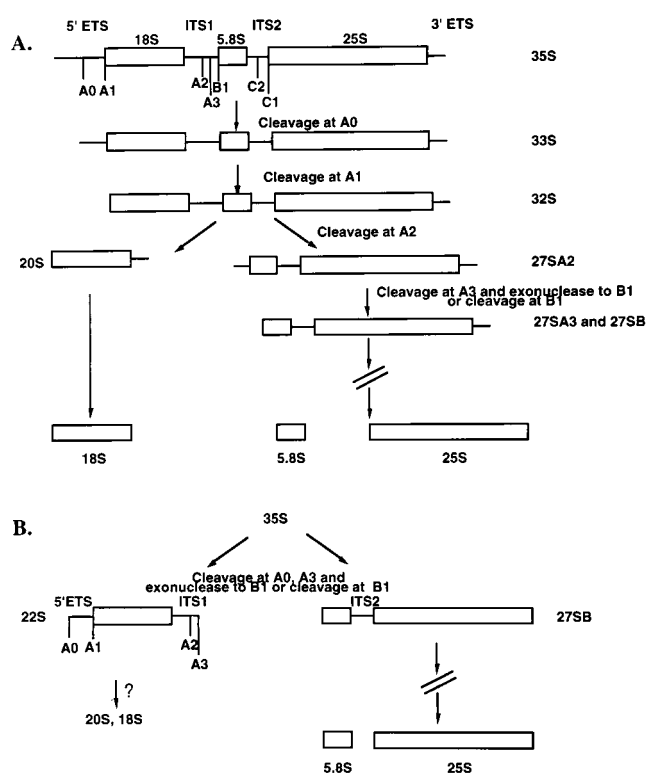 A.
5' ETS ITS1 ITS2 3' ETS
18S 5.8S 25S
35S
A0 A1 A2 B1 C2
A3 C1
Cleavage at A0
33S
Cleavage at A1
32S
Cleavage at A2
20S 27SA2
Cleavage at A3 and exonuclease to B1
or cleavage at B1
27SA3 and 27SB
18S 5.8S 25S
B.
35S
Cleavage at A0, A3 and
exonuclease to B1 or cleavage at B1
5'ETS ITS1 ITS2
22S 27SB
A0 A1 A2
A3
?
20S, 18S
5.8S 25S